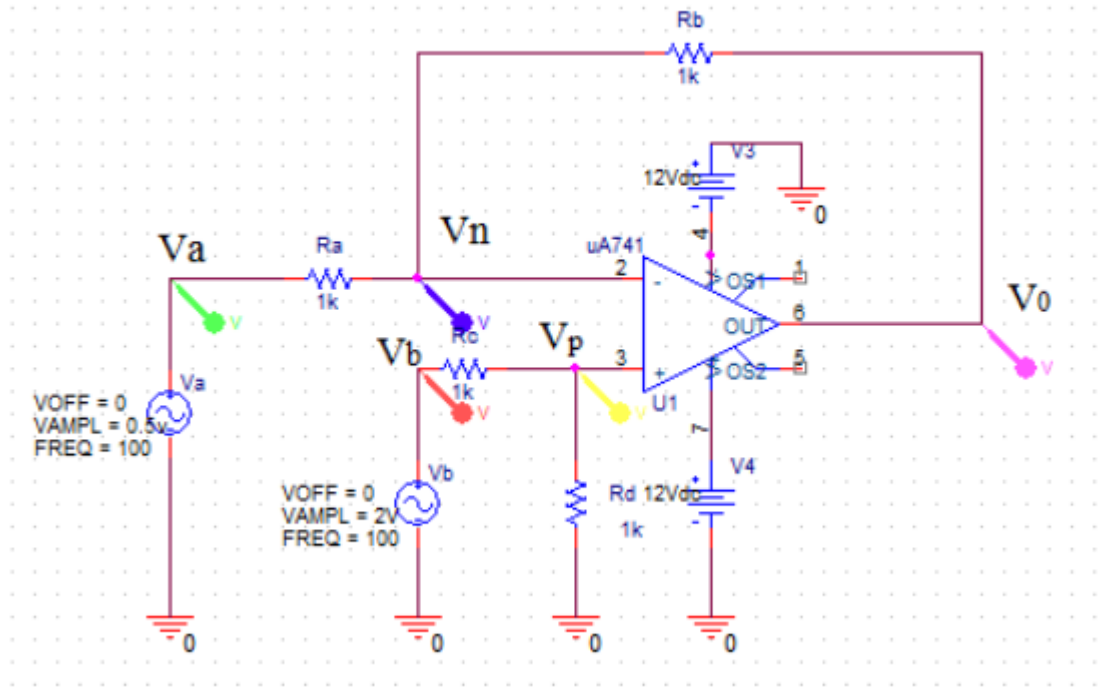 Rb
1k
V3
12Vdc
0
4
uA741
Va
Ra
1k
Vn
2
-
OS1
1
V
V
OUT
6
V0
Vb
Rc
1k
Vp
3
+
OS2
5
V
U1
V
V
Va
VOFF = 0
VAMPL = 0.5v
FREQ = 100
7
V4
12Vdc
Vb
VOFF = 0
VAMPL = 2V
FREQ = 100
Rd
1k
0
0
0
0